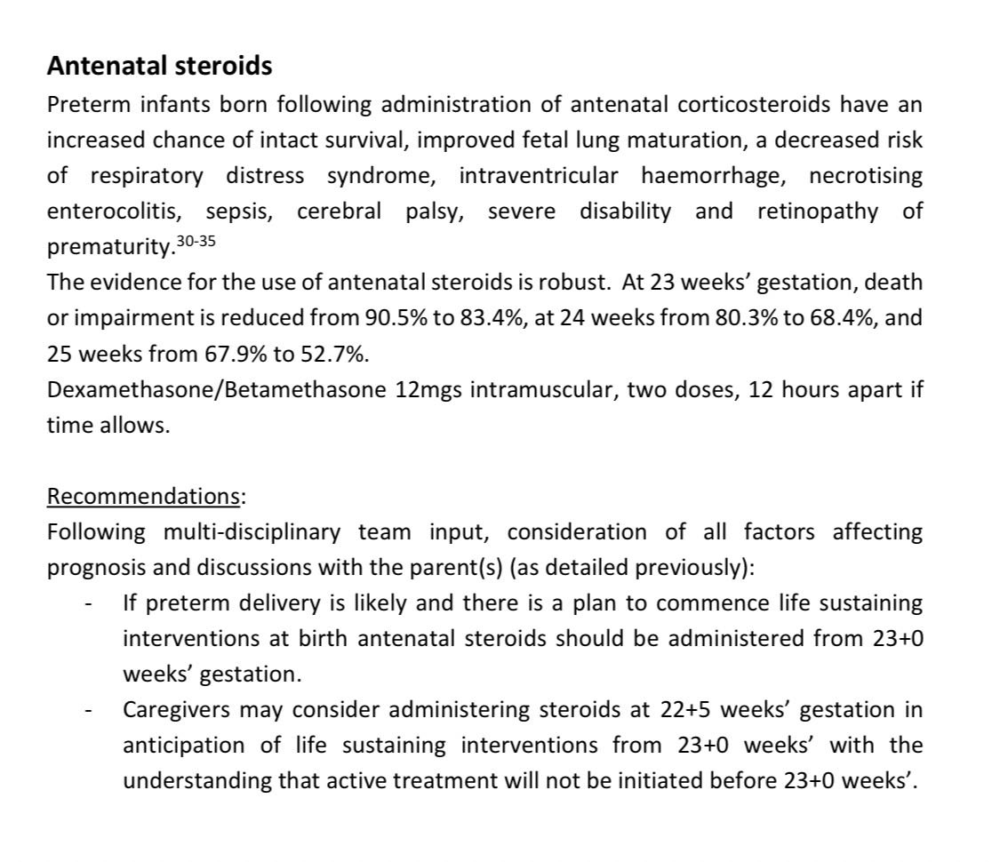 Antenatal steroids
Preterm infants born following administration of antenatal corticosteroids have an
increased chance of intact survival, improved fetal lung maturation, a decreased risk
of respiratory distress syndrome, intraventricular haemorrhage, necrotising
enterocolitis, sepsis, cerebral palsy, severe disability and retinopathy of
prematurity.30-35
The evidence for the use of antenatal steroids is robust. At 23 weeks’ gestation, death
or impairment is reduced from 90.5% to 83.4%, at 24 weeks from 80.3% to 68.4%, and
25 weeks from 67.9% to 52.7%.
Dexamethasone/Betamethasone 12mgs intramuscular, two doses, 12 hours apart if
time allows.
Recommendations:
Following multi-disciplinary team input, consideration of all factors affecting
prognosis and discussions with the parent(s) (as detailed previously):
- If preterm delivery is likely and there is a plan to commence life sustaining
interventions at birth antenatal steroids should be administered from 23+0
weeks’ gestation.
- Caregivers may consider administering steroids at 22+5 weeks’ gestation in
anticipation of life sustaining interventions from 23+0 weeks’ with the
understanding that active treatment will not be initiated before 23+0 weeks’.